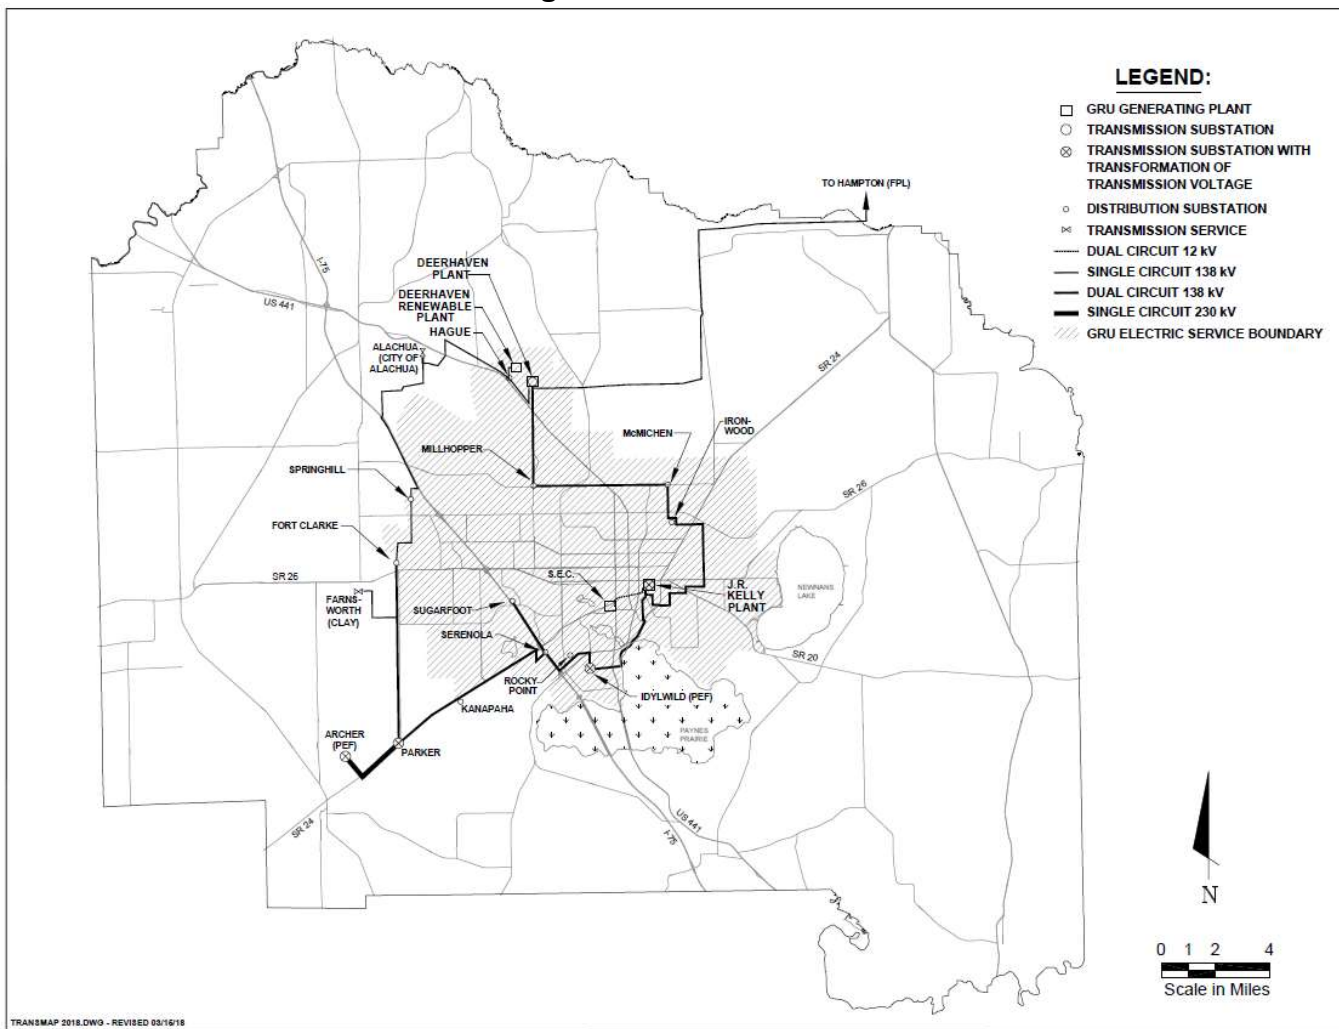 LEGEND:
GRU GENERATING PLANT
TRANSMISSION SUBSTATION
TRANSMISSION SUBSTATION WITH
TRANSFORMATION OF
TRANSMISSION VOLTAGE
DISTRIBUTION SUBSTATION
TRANSMISSION SERVICE
DUAL CIRCUIT 12 kV
SINGLE CIRCUIT 138 kV
DUAL CIRCUIT 138 kV
SINGLE CIRCUIT 230 kV
GRU ELECTRIC SERVICE BOUNDARY
TO HAMPTON (FPL)
I-75
US 441
DEERHAVEN
PLANT
DEERHAVEN
RENEWABLE
PLANT
HAGUE
ALACHUA
(CITY OF
ALACHUA)
SR 24
IRON-
WOOD
McMICHEN
MILLHOPPER
SPRINGHILL
SR 26
FORT CLARKE
SR 26
S.E.C.
J.R.
KELLY
PLANT
NEWNANS
LAKE
FARNS-
WORTH
(CLAY)
SUGARFOOT
SERENOLA
SR 20
ROCKY
POINT
IDYLWILD (PEF)
KANAPAHA
PAYNES
PRAIRIE
ARCHER
(PEF)
PARKER
SR 24
US 441
I-75
N
0 1 2 4
Scale in Miles
TRANSMAP 2018.DWG - REVISED 03/15/18